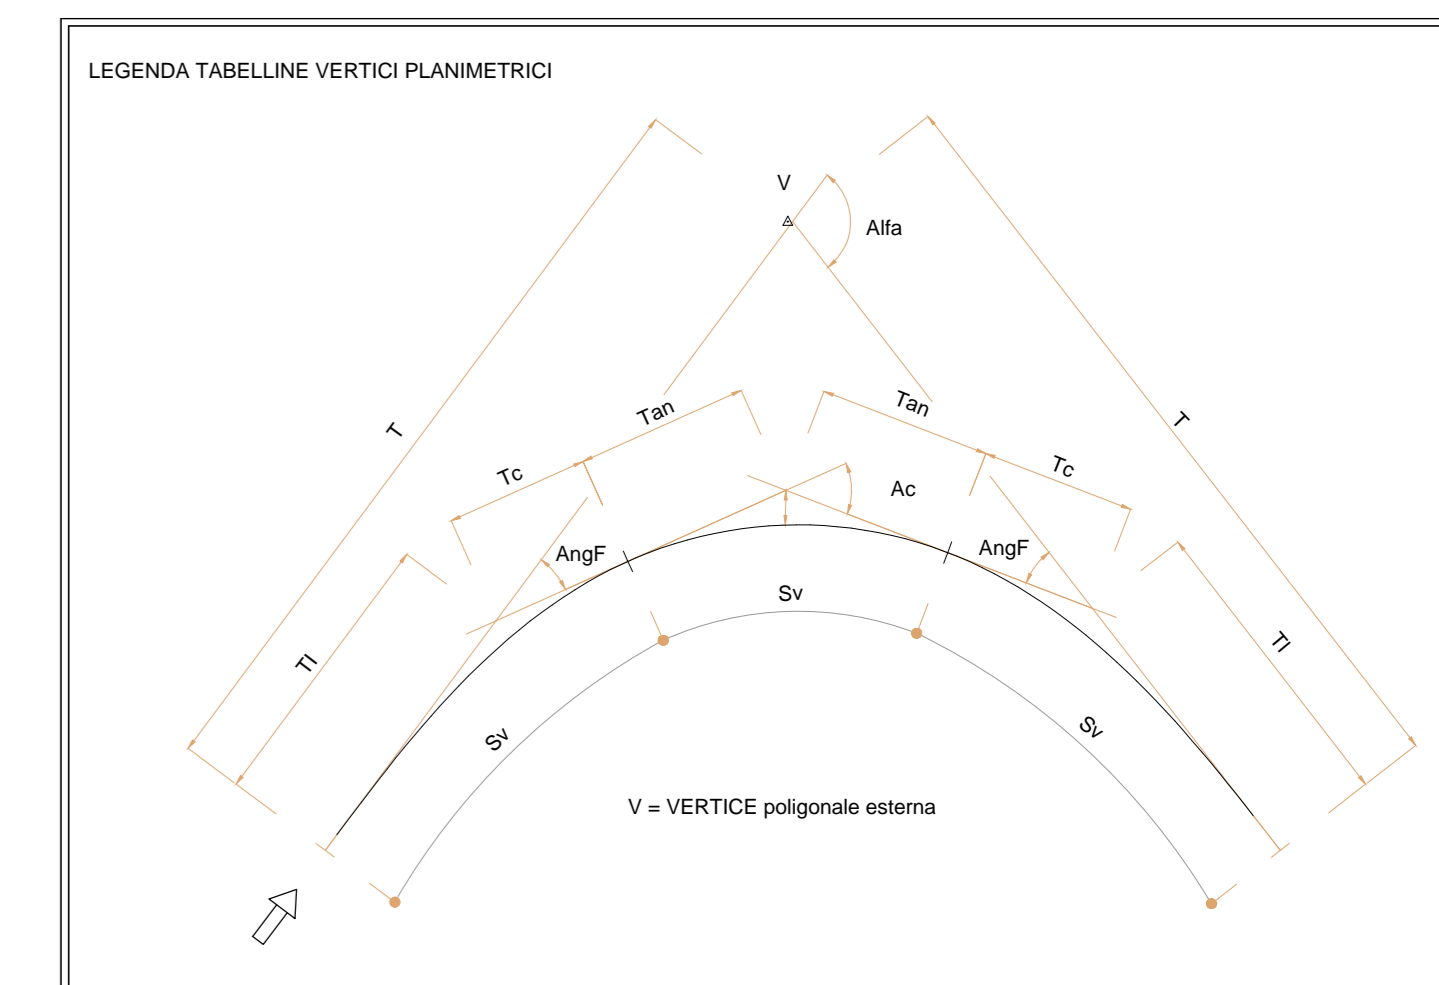 LEGENDA TABELLINE VERTICI PLANIMETRICI
V
Alfa
T
T
Tan
Tan
Tc
Tc
Ac
AngF
AngF
Sv
Tl
Tl
Sv
Sv
V = VERTICE poligonale esterna